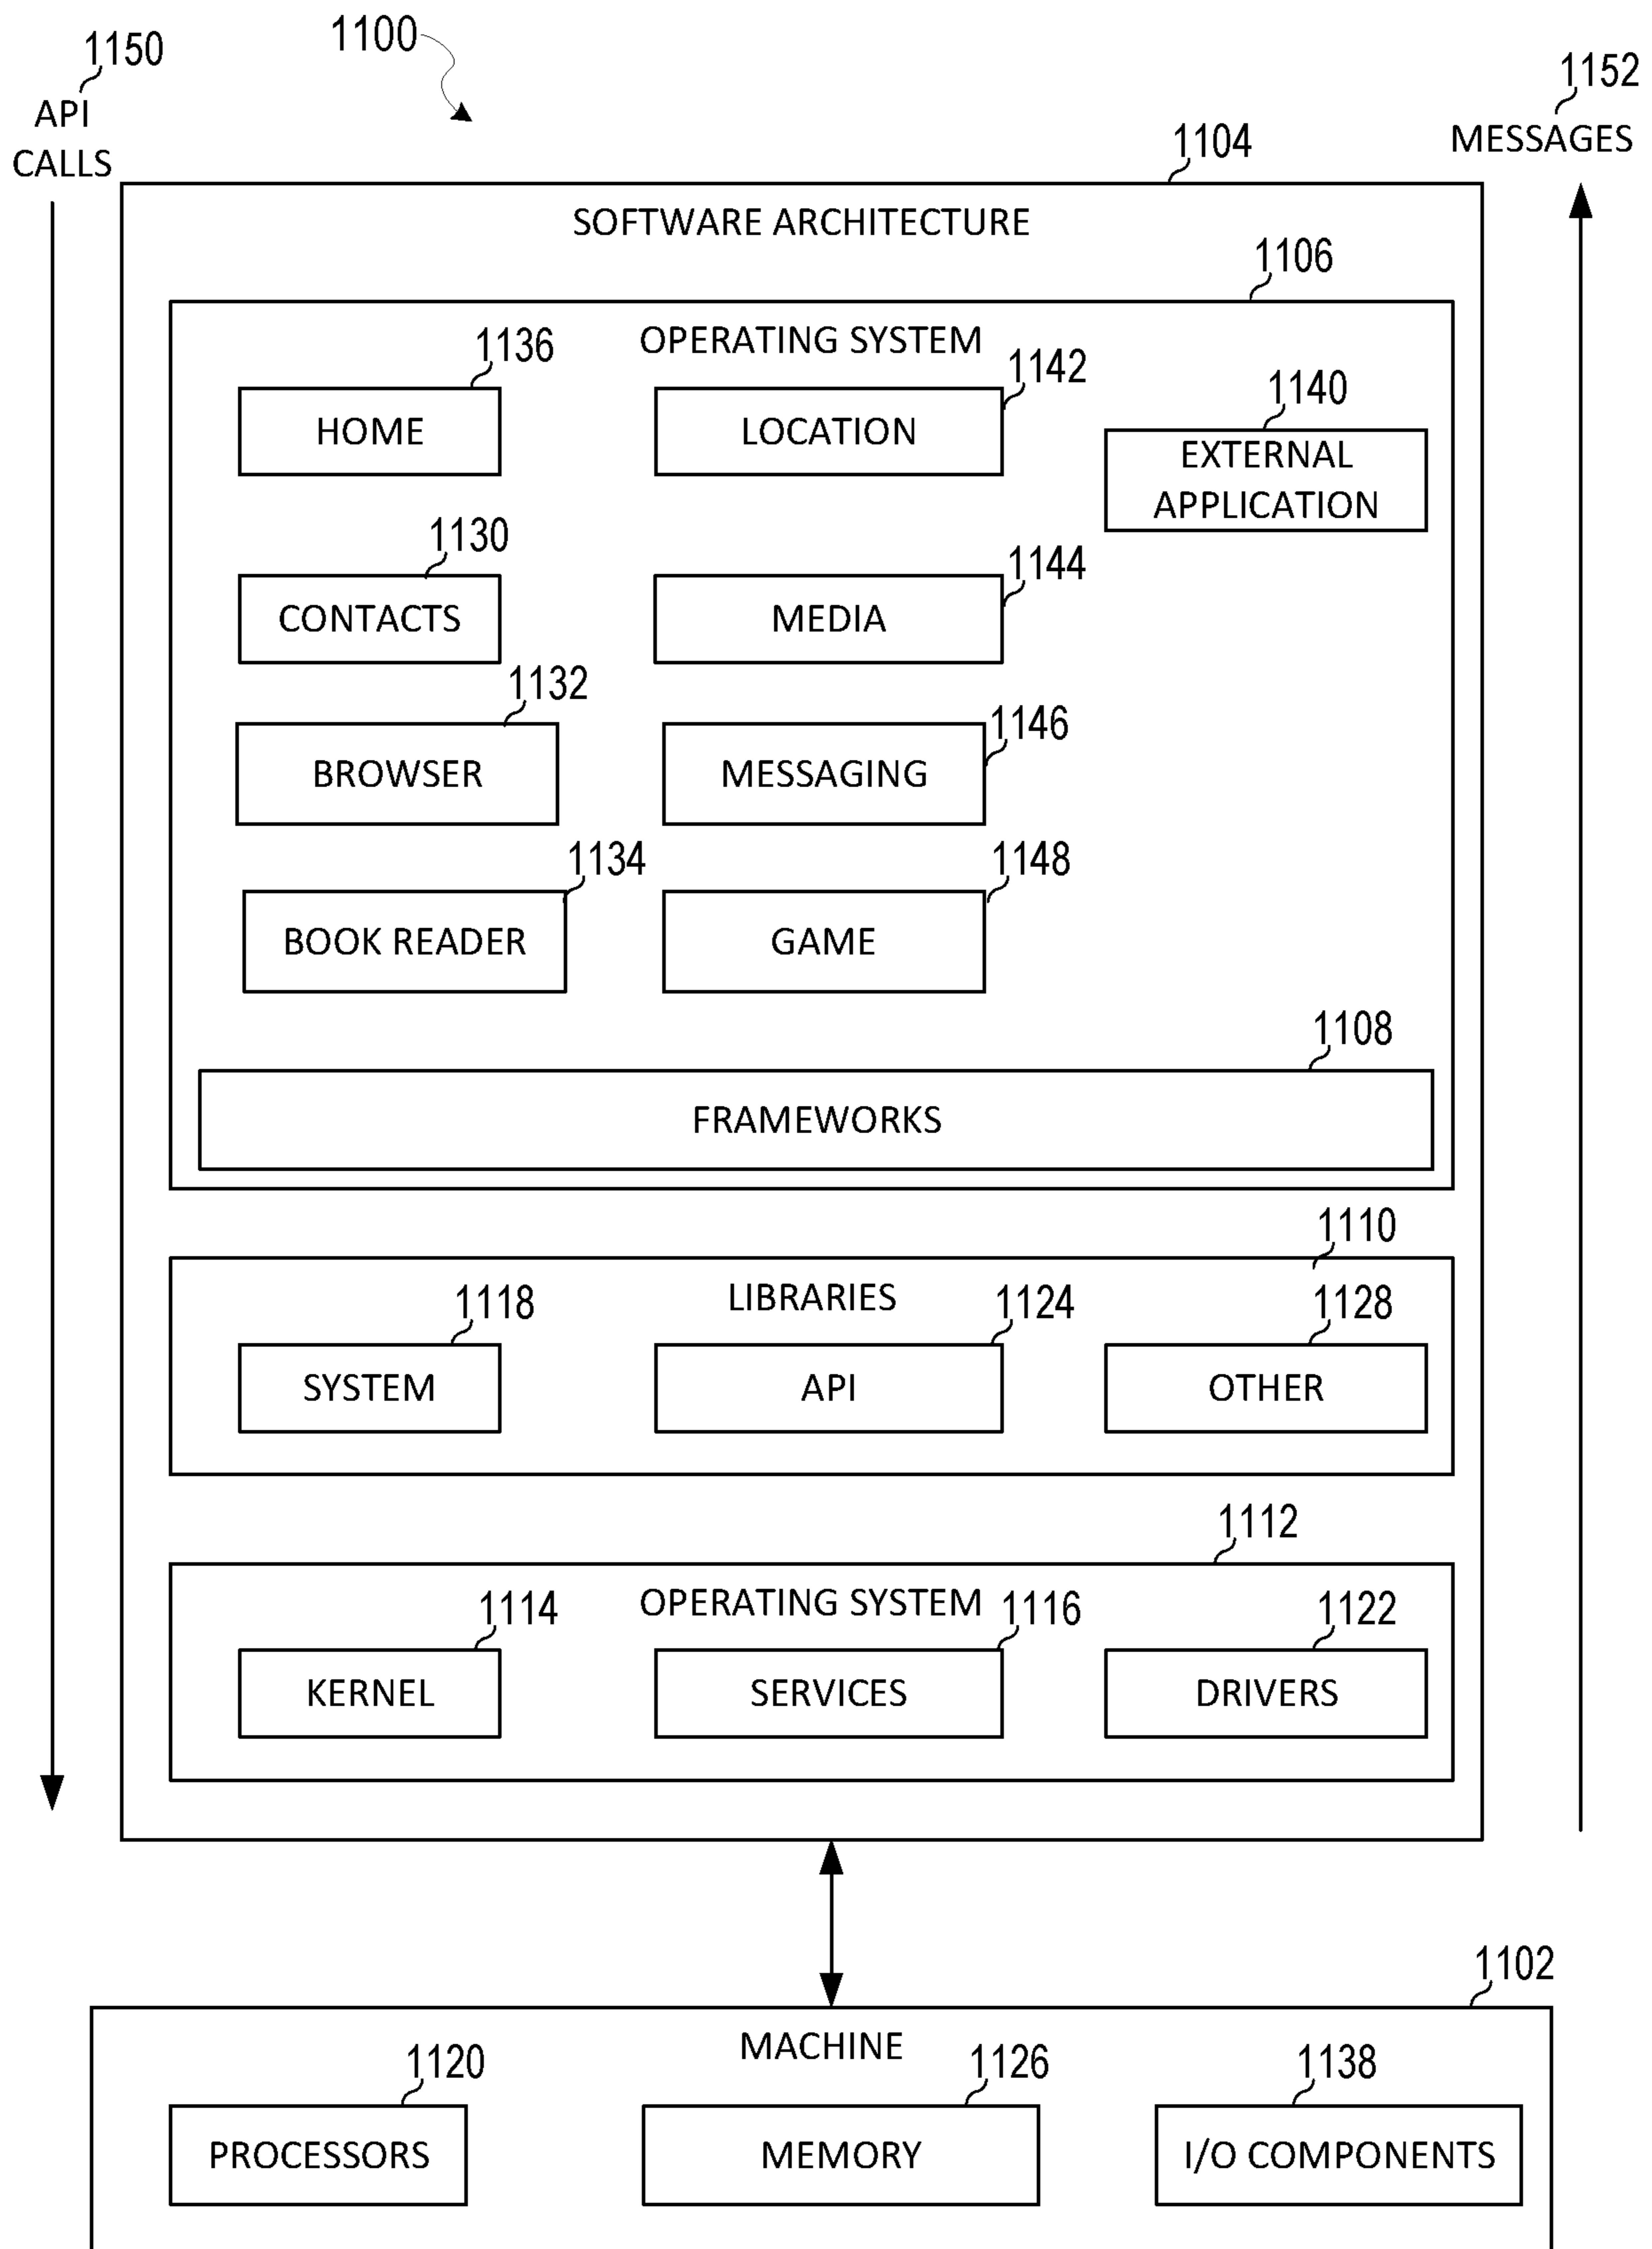 1100
1150
API
CALLS
1152
MESSAGES
1104
SOFTWARE ARCHITECTURE
1106
OPERATING SYSTEM
1136
HOME
1142
LOCATION
1140
EXTERNAL
APPLICATION
1130
CONTACTS
1144
MEDIA
1132
BROWSER
1146
MESSAGING
1134
BOOK READER
1148
GAME
1108
FRAMEWORKS
1110
LIBRARIES
1118
SYSTEM
1124
API
1128
OTHER
1112
OPERATING SYSTEM
1114
KERNEL
1116
SERVICES
1122
DRIVERS
1102
MACHINE
1120
PROCESSORS
1126
MEMORY
1138
I/O COMPONENTS